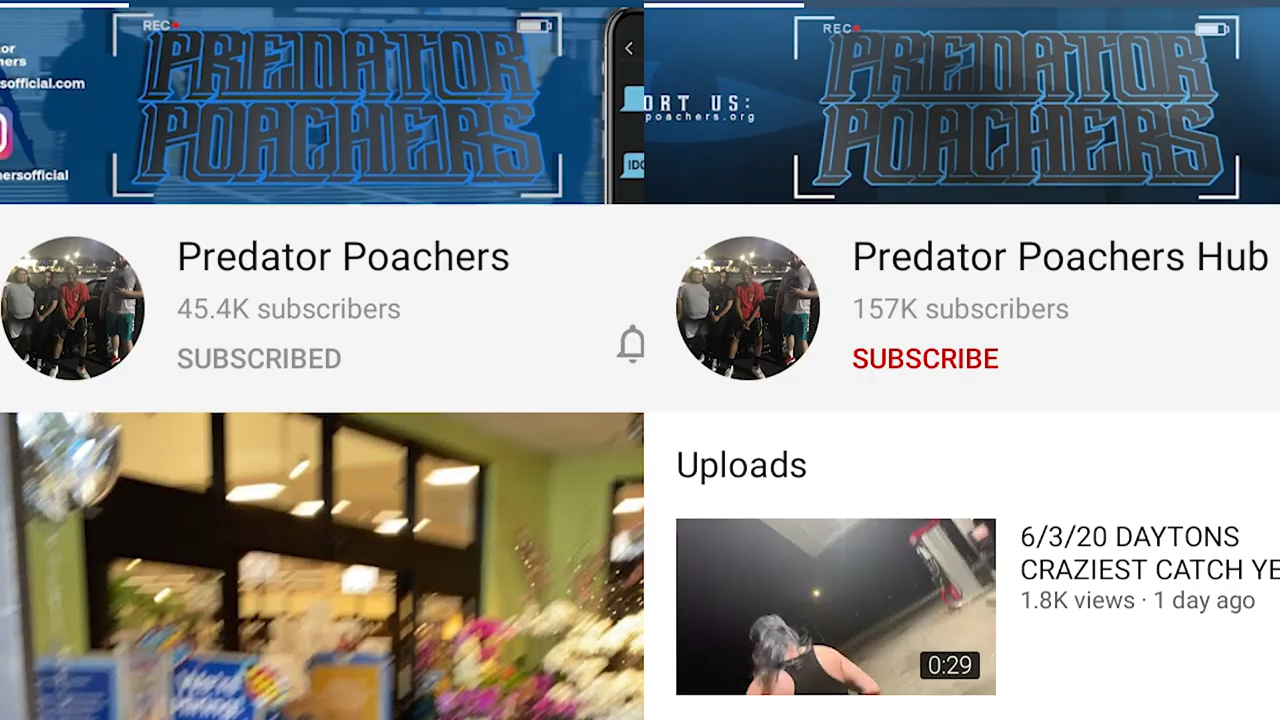 REC
PREDATOR
POACHERS
sofficial.com
hersofficial
Predator Poachers
45.4K subscribers
SUBSCRIBED
REC
PREDATOR
POACHERS
ORT US:
poachers.org
Predator Poachers Hub
157K subscribers
SUBSCRIBE
Uploads
6/3/20 DAYTONS
CRAZIEST CATCH YE
1.8K views · 1 day ago
0:29